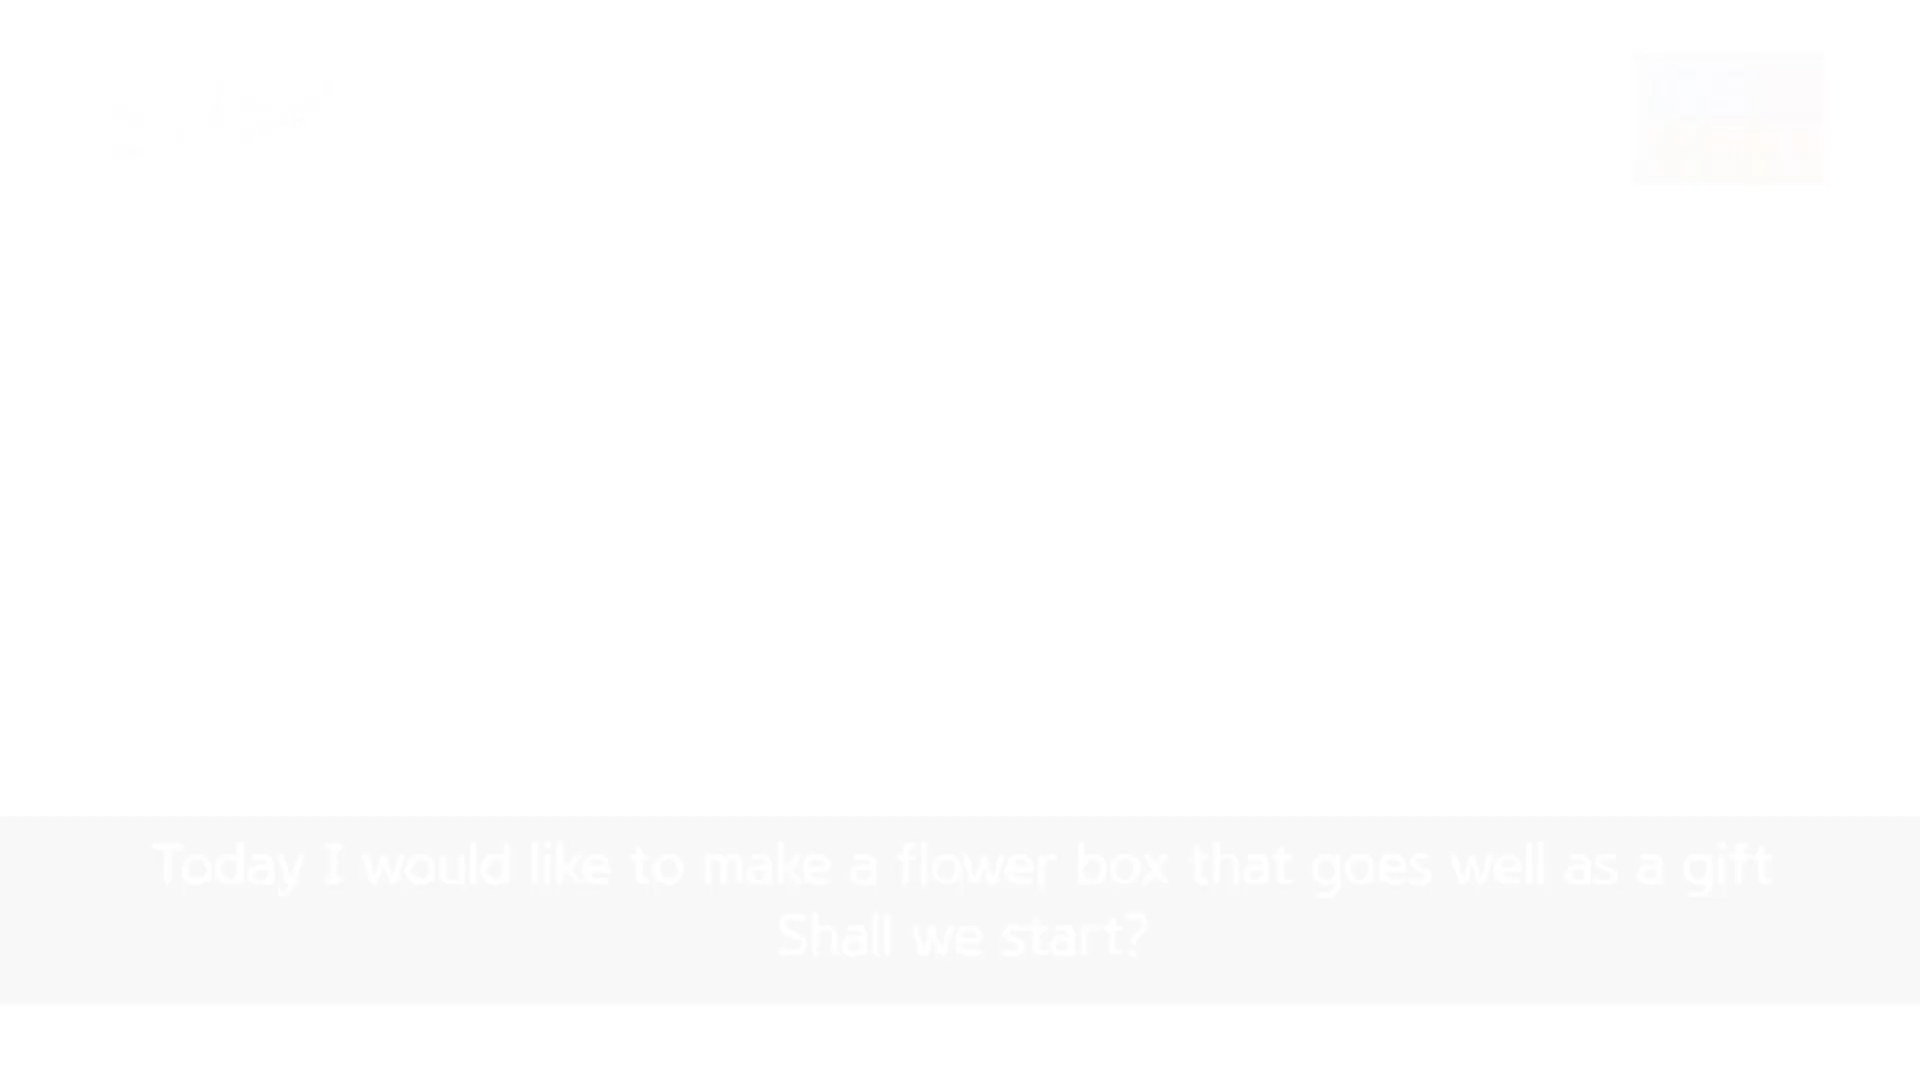 Today I would like to make a flower box that goes well as a gift
Shall we start?